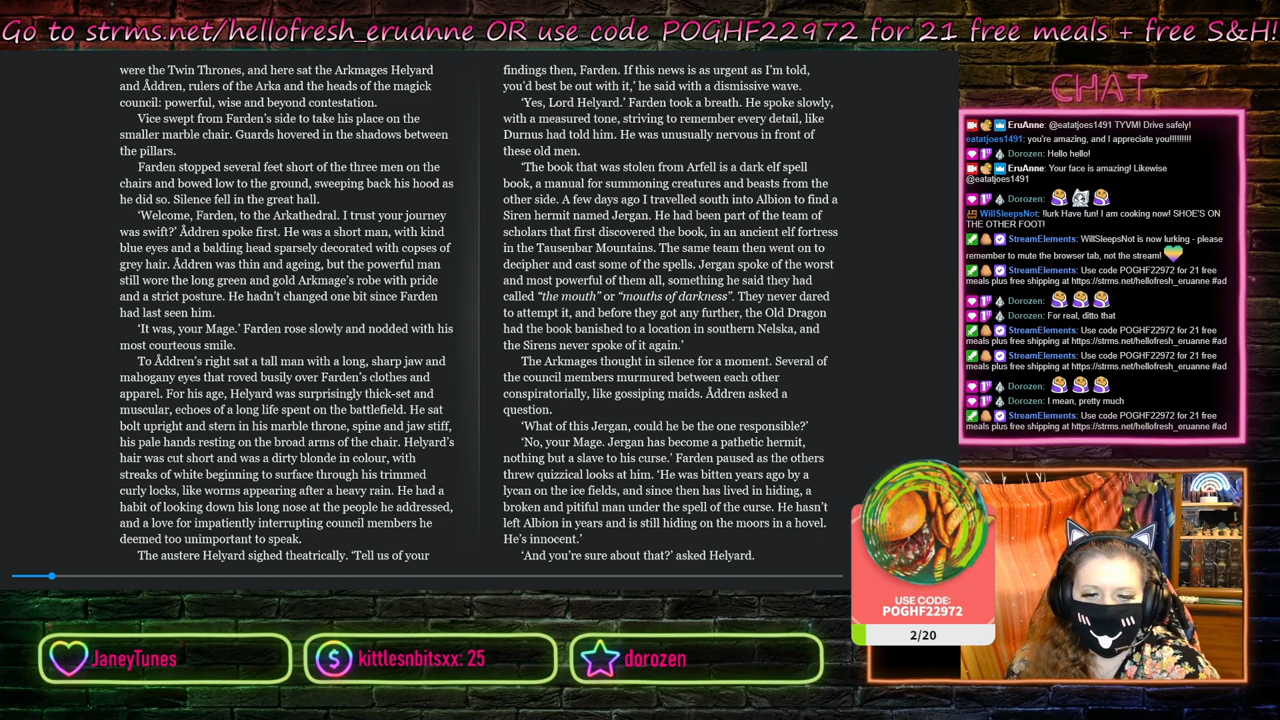 Go to strms.net/hellofresh_eruanne OR use code POGHF22972 for 21 free meals + free S&H!
were the Twin Thrones, and here sat the Arkmages Helyard
and Åddren, rulers of the Arka and the heads of the magick
council: powerful, wise and beyond contestation.
Vice swept from Farden's side to take his place on the
smaller marble chair. Guards hovered in the shadows between
the pillars.
Farden stopped several feet short of the three men on the
chairs and bowed low to the ground, sweeping back his hood as
he did so. Silence fell in the great hall.
‘Welcome, Farden, to the Arkathedral. I trust your journey
was swift?’ Åddren spoke first. He was a short man, with kind
blue eyes and a balding head sparsely decorated with copses of
grey hair. Åddren was thin and ageing, but the powerful man
still wore the long green and gold Arkmage's robe with pride
and a strict posture. He hadn't changed one bit since Farden
had last seen him.
‘It was, your Mage.’ Farden rose slowly and nodded with his
most courteous smile.
To Åddren's right sat a tall man with a long, sharp jaw and
mahogany eyes that roved busily over Farden's clothes and
apparel. For his age, Helyard was surprisingly thick-set and
muscular, echoes of a long life spent on the battlefield. He sat
bolt upright and stern in his marble throne, spine and jaw stiff,
his pale hands resting on the broad arms of the chair. Helyard's
hair was cut short and was a dirty blonde in colour, with
streaks of white beginning to surface through his trimmed
curly locks, like worms appearing after a heavy rain. He had a
habit of looking down his long nose at the people he addressed,
and a love for impatiently interrupting council members he
deemed too unimportant to speak.
The austere Helyard sighed theatrically. ‘Tell us of your
findings then, Farden. If this news is as urgent as I'm told,
you'd best be out with it,’ he said with a dismissive wave.
‘Yes, Lord Helyard.’ Farden took a breath. He spoke slowly,
with a measured tone, striving to remember every detail, like
Durnus had told him. He was unusually nervous in front of
these old men.
‘The book that was stolen from Arfell is a dark elf spell
book, a manual for summoning creatures and beasts from the
other side. A few days ago I travelled south into Albion to find a
Siren hermit named Jergan. He had been part of the team of
scholars that first discovered the book, in an ancient elf fortress
in the Tausenbar Mountains. The same team then went on to
decipher and cast some of the spells. Jergan spoke of the worst
and most powerful of them all, something he said they had
called “the mouth” or “mouths of darkness”. They never dared
to attempt it, and before they got any further, the Old Dragon
had the book banished to a location in southern Nelska, and
the Sirens never spoke of it again.’
The Arkmages thought in silence for a moment. Several of
the council members murmured between each other
conspiratorially, like gossiping maids. Åddren asked a
question.
‘What of this Jergan, could he be the one responsible?’
‘No, your Mage. Jergan has become a pathetic hermit,
nothing but a slave to his curse.’ Farden paused as the others
threw quizzical looks at him. ‘He was bitten years ago by a
lycan on the ice fields, and since then has lived in hiding, a
broken and pitiful man under the spell of the curse. He hasn't
left Albion in years and is still hiding on the moors in a hovel.
He's innocent.’
‘And you're sure about that?’ asked Helyard.
CHAT
EruAnne: @eatatjoes1491 TYVM! Drive safely!
eatatjoes1491: you're amazing, and I appreciate you!!!!!!!!!
Dorozen: Hello hello!
EruAnne: Your face is amazing! Likewise
@eatatjoes1491
Dorozen:
WillSleepsNot: !lurk Have fun! I am cooking now! SHOE'S ON
THE OTHER FOOT!
StreamElements: WillSleepsNot is now lurking - please
remember to mute the browser tab, not the stream!
StreamElements: Use code POGHF22972 for 21 free
meals plus free shipping at https://strms.net/hellofresh_eruanne #ad
Dorozen:
Dorozen: For real, ditto that
StreamElements: Use code POGHF22972 for 21 free
meals plus free shipping at https://strms.net/hellofresh_eruanne #ad
StreamElements: Use code POGHF22972 for 21 free
meals plus free shipping at https://strms.net/hellofresh_eruanne #ad
Dorozen:
Dorozen: I mean, pretty much
StreamElements: Use code POGHF22972 for 21 free
meals plus free shipping at https://strms.net/hellofresh_eruanne #ad
USE CODE:
POGHF22972
2/20
JaneyTunes
kittlesnbitsxx: 25
dorozen